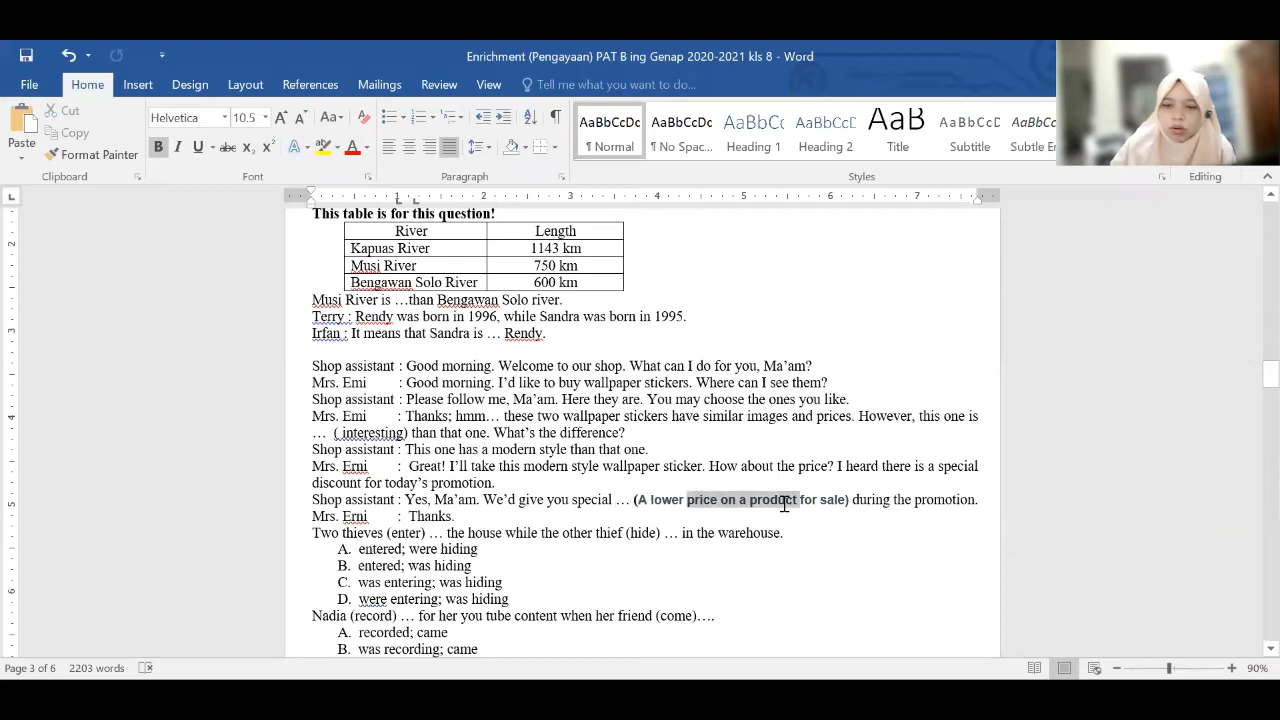 Enrichment (Pengayaan) PAT B ing Genap 2020-2021 kls 8 - Word
File Home Insert Design Layout References Mailings Review View Tell me what you want to do...
Cut
Copy
Format Painter
Paste
Helvetica 10.5
AaBbCcDc AaBbCcDc AaBbCc AaBbCcC AaB AaBbCcD AaBbCcD
¶ Normal ¶ No Spac... Heading 1 Heading 2 Title Subtitle Subtle Em
Clipboard Font Paragraph Styles Editing
1 2 3 4 5 6 7
This table is for this question!
River Length
Kapuas River 1143 km
Musi River 750 km
Bengawan Solo River 600 km
Musi River is …than Bengawan Solo river.
Terry : Rendy was born in 1996, while Sandra was born in 1995.
Irfan : It means that Sandra is … Rendy.
Shop assistant : Good morning. Welcome to our shop. What can I do for you, Ma’am?
Mrs. Emi : Good morning. I’d like to buy wallpaper stickers. Where can I see them?
Shop assistant : Please follow me, Ma’am. Here they are. You may choose the ones you like.
Mrs. Emi : Thanks; hmm… these two wallpaper stickers have similar images and prices. However, this one is
… ( interesting) than that one. What’s the difference?
Shop assistant : This one has a modern style than that one.
Mrs. Erni : Great! I’ll take this modern style wallpaper sticker. How about the price? I heard there is a special
discount for today’s promotion.
Shop assistant : Yes, Ma’am. We’d give you special … (A lower price on a product for sale) during the promotion.
Mrs. Erni : Thanks.
Two thieves (enter) … the house while the other thief (hide) … in the warehouse.
A. entered; were hiding
B. entered; was hiding
C. was entering; was hiding
D. were entering; was hiding
Nadia (record) … for her you tube content when her friend (come)….
A. recorded; came
B. was recording; came
Page 3 of 6 2203 words 90%